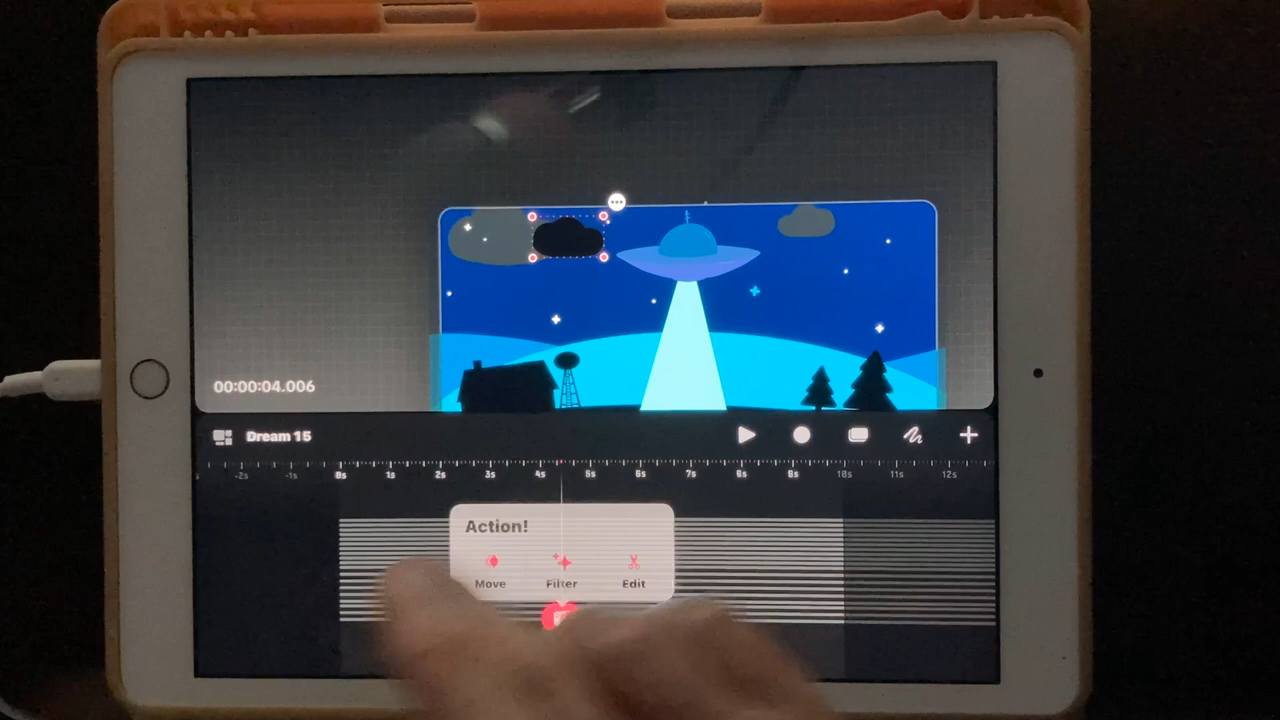 00:00:04.006
Dream 15
-2s -1s 0s 1s 2s 3s 4s 5s 6s 7s 8s 9s 10s 11s 12s
Action!
Move Filter Edit